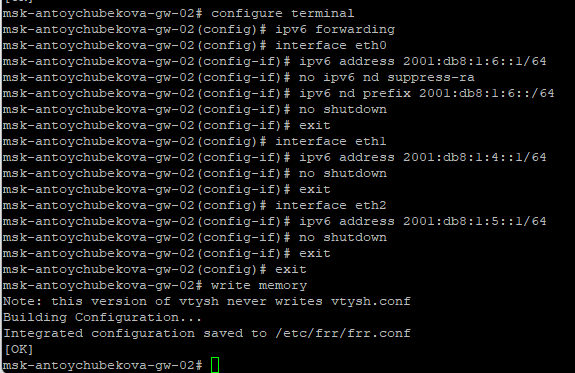 msk-antoychubekova-gw-02# configure terminal
msk-antoychubekova-gw-02(config)# ipv6 forwarding
msk-antoychubekova-gw-02(config)# interface eth0
msk-antoychubekova-gw-02(config-if)# ipv6 address 2001:db8:1:6::1/64
msk-antoychubekova-gw-02(config-if)# no ipv6 nd suppress-ra
msk-antoychubekova-gw-02(config-if)# ipv6 nd prefix 2001:db8:1:6::/64
msk-antoychubekova-gw-02(config-if)# no shutdown
msk-antoychubekova-gw-02(config-if)# exit
msk-antoychubekova-gw-02(config)# interface eth1
msk-antoychubekova-gw-02(config-if)# ipv6 address 2001:db8:1:4::1/64
msk-antoychubekova-gw-02(config-if)# no shutdown
msk-antoychubekova-gw-02(config-if)# exit
msk-antoychubekova-gw-02(config)# interface eth2
msk-antoychubekova-gw-02(config-if)# ipv6 address 2001:db8:1:5::1/64
msk-antoychubekova-gw-02(config-if)# no shutdown
msk-antoychubekova-gw-02(config-if)# exit
msk-antoychubekova-gw-02(config)# exit
msk-antoychubekova-gw-02# write memory
Note: this version of vtysh never writes vtysh.conf
Building Configuration...
Integrated configuration saved to /etc/frr/frr.conf
[OK]
msk-antoychubekova-gw-02#